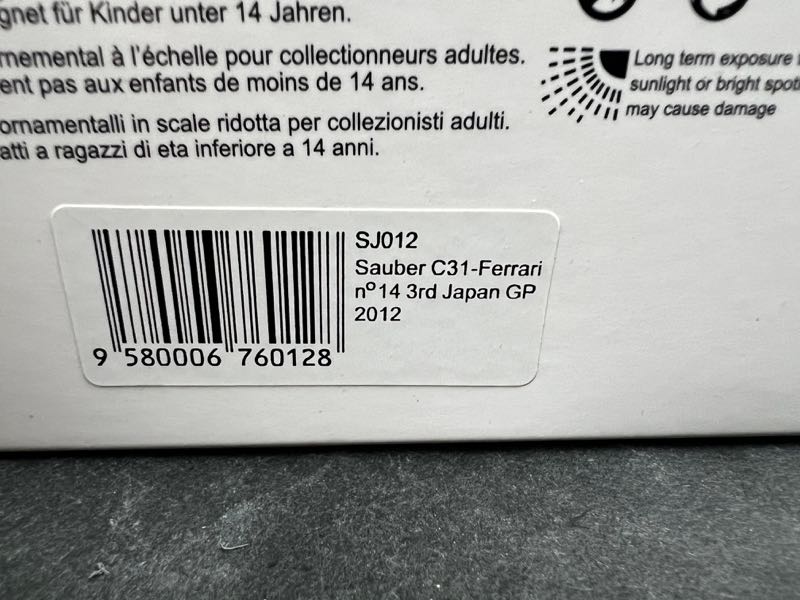 gnet für Kinder unter 14 Jahren.
rnemental à l'échelle pour collectionneurs adultes.
ent pas aux enfants de moins de 14 ans.
ornamentalli in scale ridotta per collezionisti adulti.
atti a ragazzi di eta inferiore a 14 anni.
Long term exposure
sunlight or bright spot
may cause damage
SJ012
Sauber C31-Ferrari
nº14 3rd Japan GP
2012
9 580006 760128